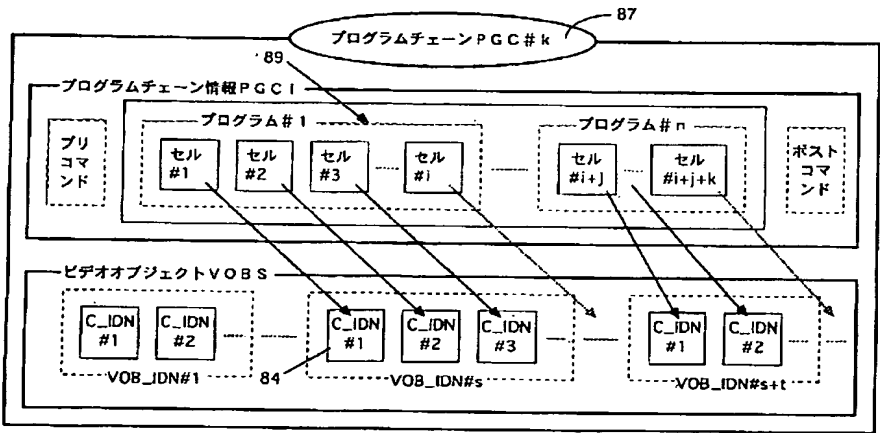 プログラムチェーンPGC#k
87
89
プログラムチェーン情報PGCI
プリ
コマ
ンド
プログラム#1
セル
#1
セル
#2
セル
#3
セル
#i
プログラム#n
セル
#i+j
セル
#i+j+k
ポスト
コマ
ンド
ビデオオブジェクトVOBS
C_IDN
#1
C_IDN
#2
VOB_IDN#1
84
C_IDN
#1
C_IDN
#2
C_IDN
#3
VOB_IDN#s
C_IDN
#1
C_IDN
#2
VOB_IDN#s+t